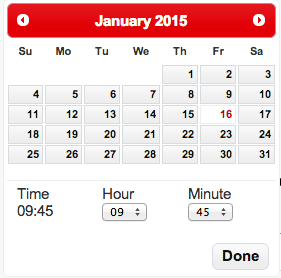 January 2015
Su Mo Tu We Th Fr Sa
1 2 3
4 5 6 7 8 9 10
11 12 13 14 15 16 17
18 19 20 21 22 23 24
25 26 27 28 29 30 31
Time Hour Minute
09:45 09 45
Done